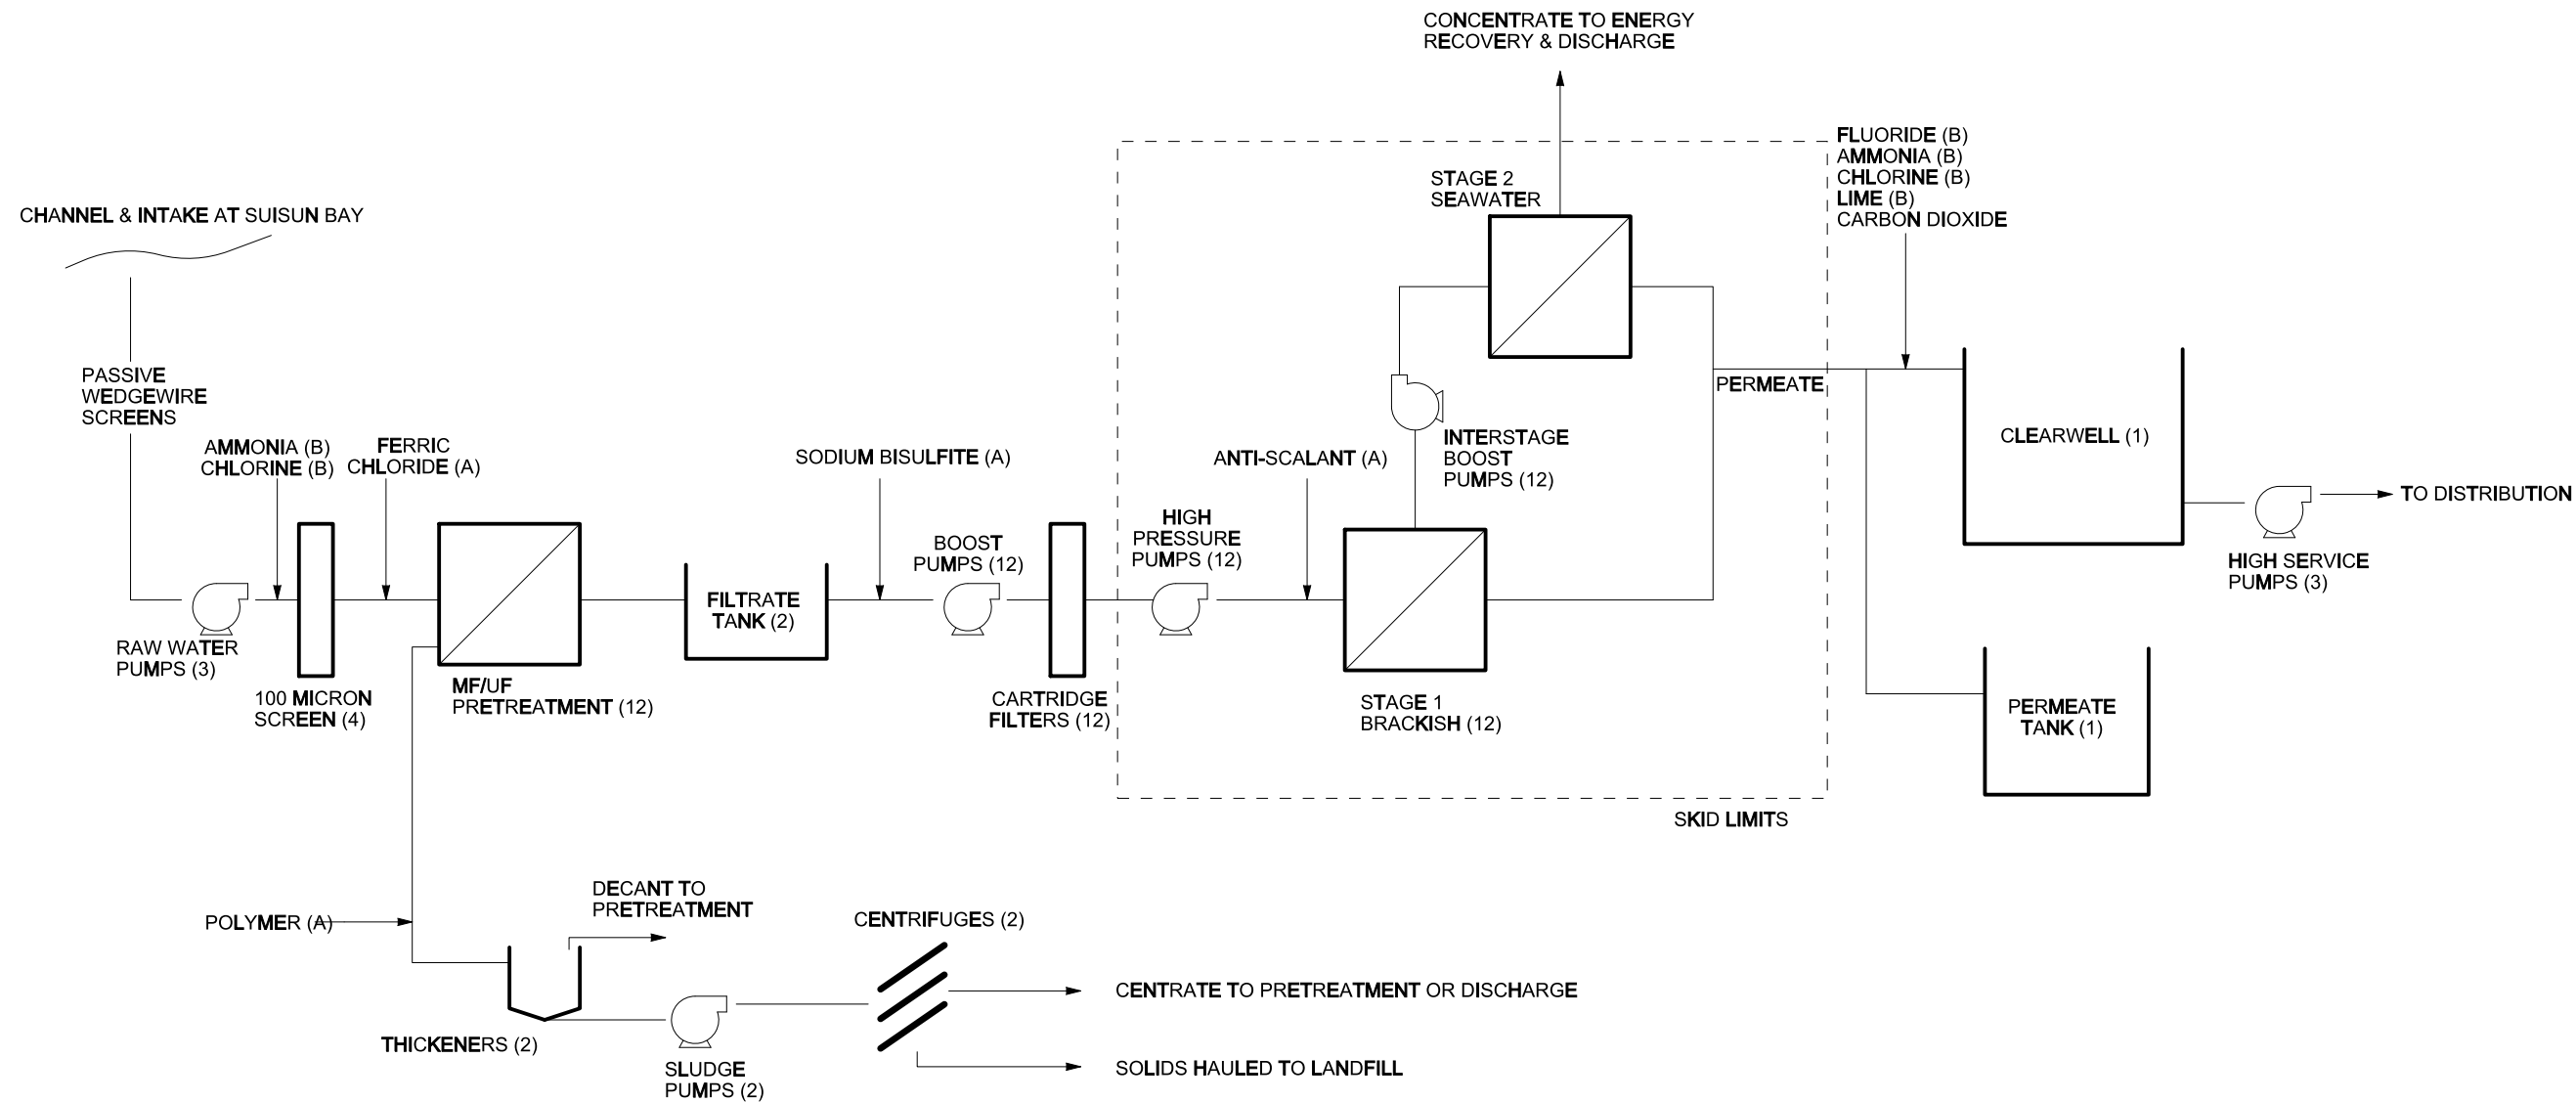 CONCENTRATE TO ENERGY
RECOVERY & DISCHARGE
FLUORIDE (B)
AMMONIA (B)
CHLORINE (B)
LIME (B)
CARBON DIOXIDE
STAGE 2
SEAWATER
CHANNEL & INTAKE AT SUISUN BAY
PASSIVE
WEDGEWIRE
SCREENS
AMMONIA (B)
CHLORINE (B)
FERRIC
CHLORIDE (A)
SODIUM BISULFITE (A)
ANTI-SCALANT (A)
INTERSTAGE
BOOST
PUMPS (12)
PERMEATE
CLEARWELL (1)
TO DISTRIBUTION
HIGH SERVICE
PUMPS (3)
BOOST
PUMPS (12)
HIGH
PRESSURE
PUMPS (12)
FILTRATE
TANK (2)
RAW WATER
PUMPS (3)
100 MICRON
SCREEN (4)
MF/UF
PRETREATMENT (12)
CARTRIDGE
FILTERS (12)
STAGE 1
BRACKISH (12)
PERMEATE
TANK (1)
SKID LIMITS
POLYMER (A)
DECANT TO
PRETREATMENT
CENTRIFUGES (2)
CENTRATE TO PRETREATMENT OR DISCHARGE
THICKENERS (2)
SLUDGE
PUMPS (2)
SOLIDS HAULED TO LANDFILL